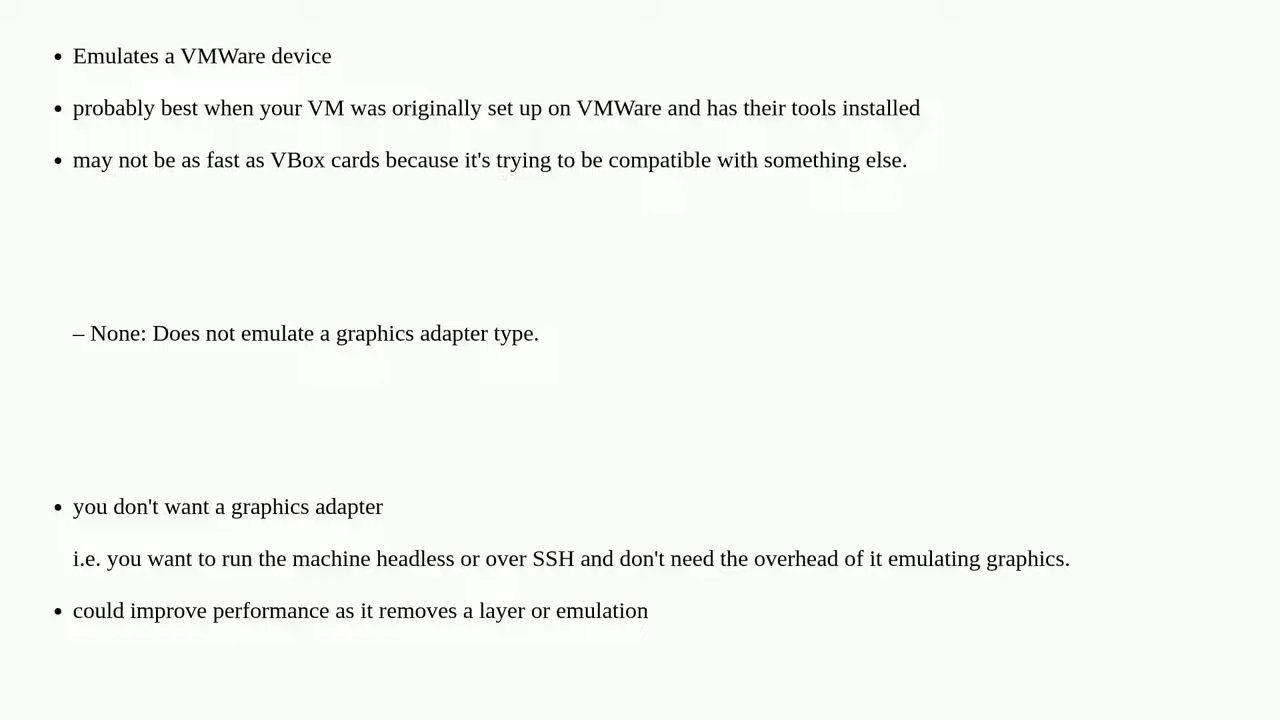 • Emulates a VMWare device
• probably best when your VM was originally set up on VMWare and has their tools installed
• may not be as fast as VBox cards because it's trying to be compatible with something else.
– None: Does not emulate a graphics adapter type.
• you don't want a graphics adapter
i.e. you want to run the machine headless or over SSH and don't need the overhead of it emulating graphics.
• could improve performance as it removes a layer or emulation